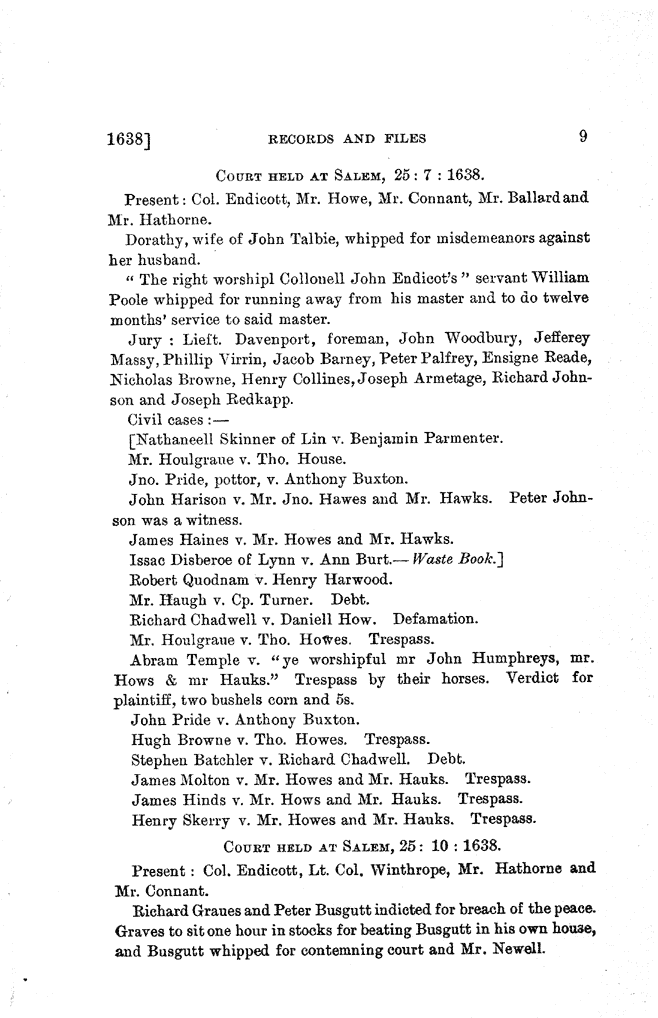 1638] RECORDS AND FILES 9
COURT HELD AT SALEM, 25 : 7 : 1638.
Present : Col. Endicott, Mr. Howe, Mr. Connant, Mr. Ballard and
Mr. Hathorne.
Dorathy, wife of John Talbie, whipped for misdemeanors against
her husband.
“ The right worshipl Collouell John Endicot's ” servant William
Poole whipped for running away from his master and to do twelve
months' service to said master.
Jury : Lieft. Davenport, foreman, John Woodbury, Jefferey
Massy, Phillip Virrin, Jacob Barney, Peter Palfrey, Ensigne Reade,
Nicholas Browne, Henry Collines, Joseph Armetage, Richard John-
son and Joseph Redkapp.
Civil cases :—
[Nathaneell Skinner of Lin v. Benjamin Parmenter.
Mr. Houlgraue v. Tho. House.
Jno. Pride, pottor, v. Anthony Buxton.
John Harison v. Mr. Jno. Hawes and Mr. Hawks. Peter John-
son was a witness.
James Haines v. Mr. Howes and Mr. Hawks.
Issac Disberoe of Lynn v. Ann Burt.— Waste Book.]
Robert Quodnam v. Henry Harwood.
Mr. Haugh v. Cp. Turner. Debt.
Richard Chadwell v. Daniell How. Defamation.
Mr. Houlgraue v. Tho. Howes. Trespass.
Abram Temple v. “ye worshipful mr John Humphreys, mr.
Hows & mr Hauks.” Trespass by their horses. Verdict for
plaintiff, two bushels corn and 5s.
John Pride v. Anthony Buxton.
Hugh Browne v. Tho. Howes. Trespass.
Stephen Batchler v. Richard Chadwell. Debt.
James Molton v. Mr. Howes and Mr. Hauks. Trespass.
James Hinds v. Mr. Hows and Mr. Hauks. Trespass.
Henry Skerry v. Mr. Howes and Mr. Hauks. Trespass.
COURT HELD AT SALEM, 25 : 10 : 1638.
Present : Col. Endicott, Lt. Col. Winthrope, Mr. Hathorne and
Mr. Connant.
Richard Graues and Peter Busgutt indicted for breach of the peace.
Graves to sit one hour in stocks for beating Busgutt in his own house,
and Busgutt whipped for contemning court and Mr. Newell.